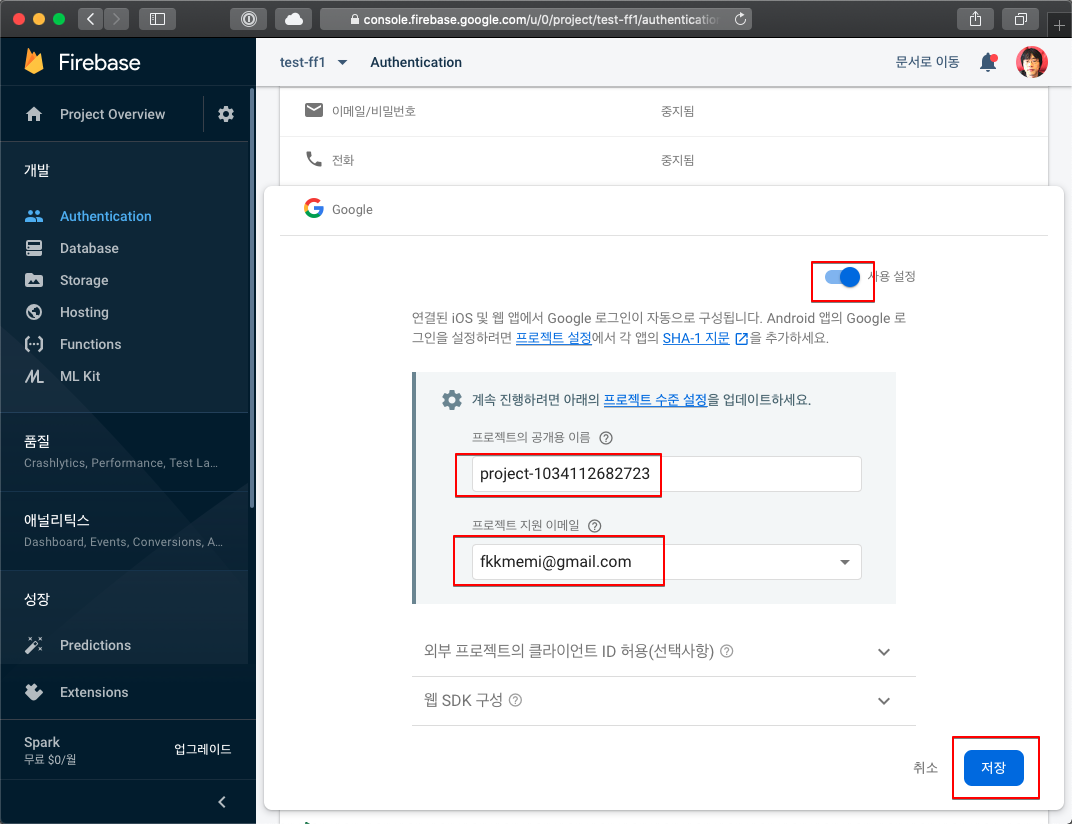 console.firebase.google.com/u/0/project/test-ff1/authentication
Firebase
test-ff1
Authentication
문서로 이동
Project Overview
개발
Authentication
Database
Storage
Hosting
Functions
ML Kit
품질
Crashlytics, Performance, Test La…
애널리틱스
Dashboard, Events, Conversions, A…
성장
Predictions
Extensions
Spark
무료 $0/월
업그레이드
이메일/비밀번호
중지됨
전화
중지됨
Google
사용 설정
연결된 iOS 및 웹 앱에서 Google 로그인이 자동으로 구성됩니다. Android 앱의 Google 로
그인을 설정하려면 프로젝트 설정에서 각 앱의 SHA-1 지문을 추가하세요.
계속 진행하려면 아래의 프로젝트 수준 설정을 업데이트하세요.
프로젝트의 공개용 이름
project-1034112682723
프로젝트 지원 이메일
fkkmemi@gmail.com
외부 프로젝트의 클라이언트 ID 허용(선택사항)
웹 SDK 구성
취소
저장